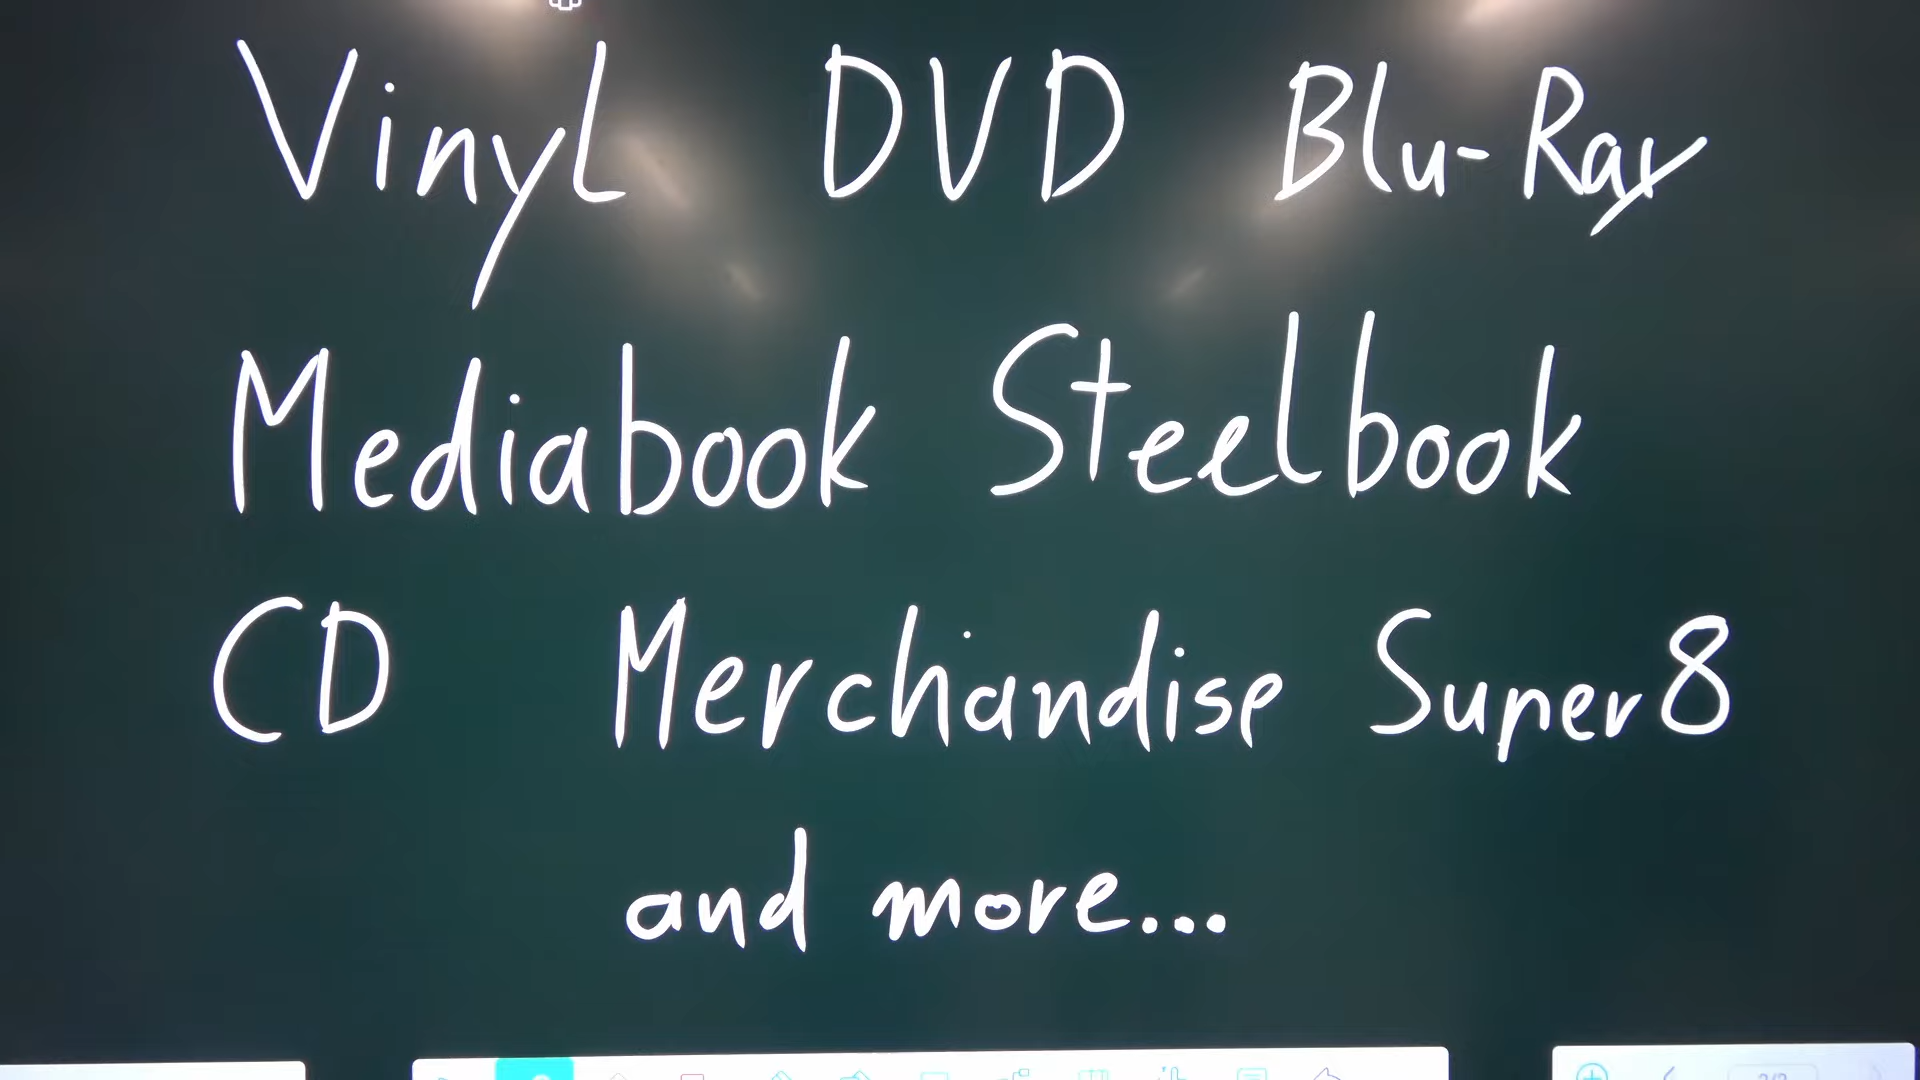 Vinyl DVD Blu-Ray
Mediabook Steelbook
CD Merchandise Super8
and more...